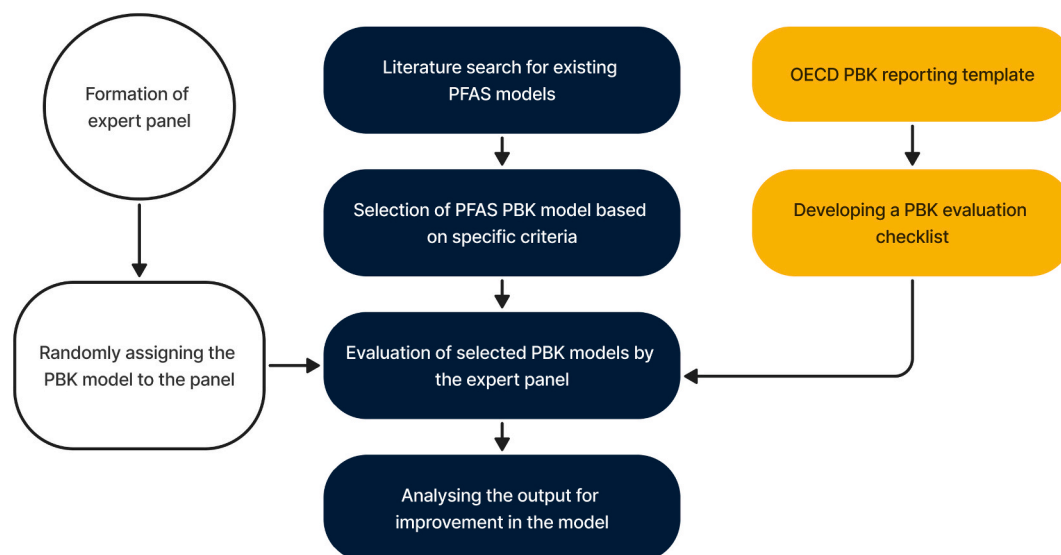 Formation of
expert panel
Randomly assigning the
PBK model to the panel
Literature search for existing
PFAS models
Selection of PFAS PBK model based
on specific criteria
Evaluation of selected PBK models by
the expert panel
Analysing the output for
improvement in the model
OECD PBK reporting template
Developing a PBK evaluation
checklist